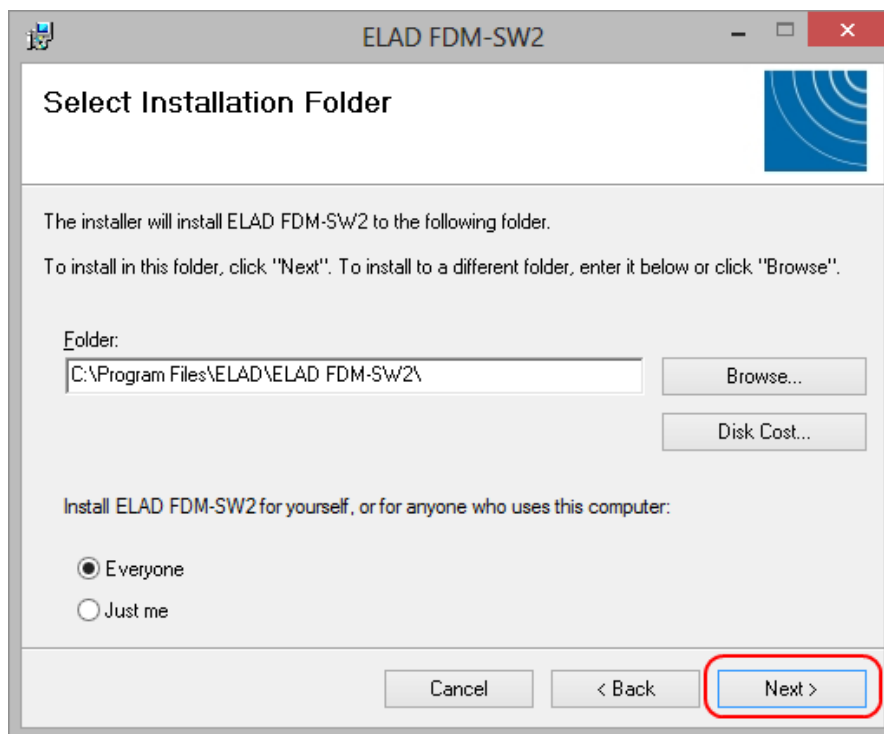 ELAD FDM-SW2
Select Installation Folder
The installer will install ELAD FDM-SW2 to the following folder.
To install in this folder, click "Next". To install to a different folder, enter it below or click "Browse".
Folder:
C:\Program Files\ELAD\ELAD FDM-SW2\
Browse...
Disk Cost...
Install ELAD FDM-SW2 for yourself, or for anyone who uses this computer:
Everyone
Just me
Cancel
< Back
Next >